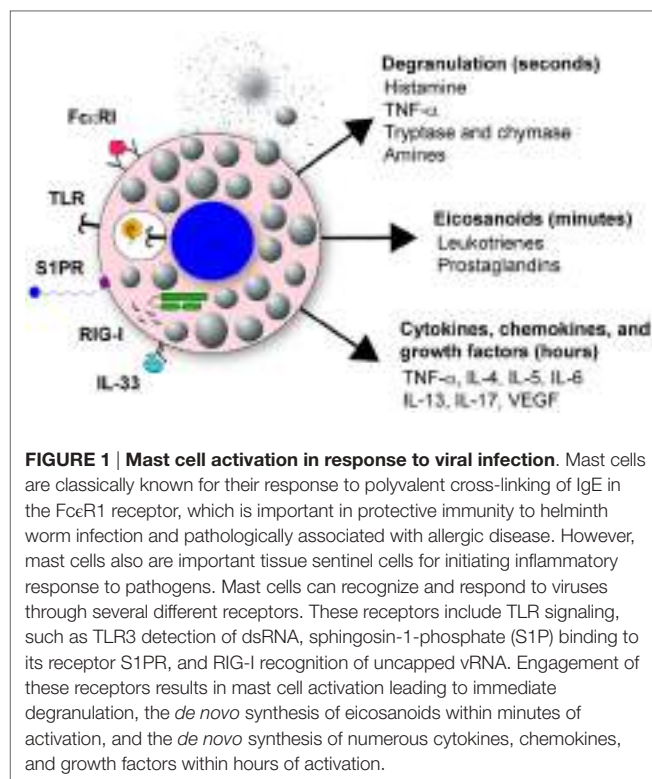 Degranulation (seconds)
Histamine
TNF-α
Tryptase and chymase
Amines
FcεRI
TLR
Eicosanoids (minutes)
Leukotrienes
Prostaglandins
S1PR
RIG-I
IL-33
Cytokines, chemokines, and
growth factors (hours)
TNF-α, IL-4, IL-5, IL-6
IL-13, IL-17, VEGF
FIGURE 1 | Mast cell activation in response to viral infection. Mast cells
are classically known for their response to polyvalent cross-linking of IgE in
the FcϵR1 receptor, which is important in protective immunity to helminth
worm infection and pathologically associated with allergic disease. However,
mast cells also are important tissue sentinel cells for initiating inflammatory
response to pathogens. Mast cells can recognize and respond to viruses
through several different receptors. These receptors include TLR signaling,
such as TLR3 detection of dsRNA, sphingosin-1-phosphate (S1P) binding to
its receptor S1PR, and RIG-I recognition of uncapped vRNA. Engagement of
these receptors results in mast cell activation leading to immediate
degranulation, the de novo synthesis of eicosanoids within minutes of
activation, and the de novo synthesis of numerous cytokines, chemokines,
and growth factors within hours of activation.